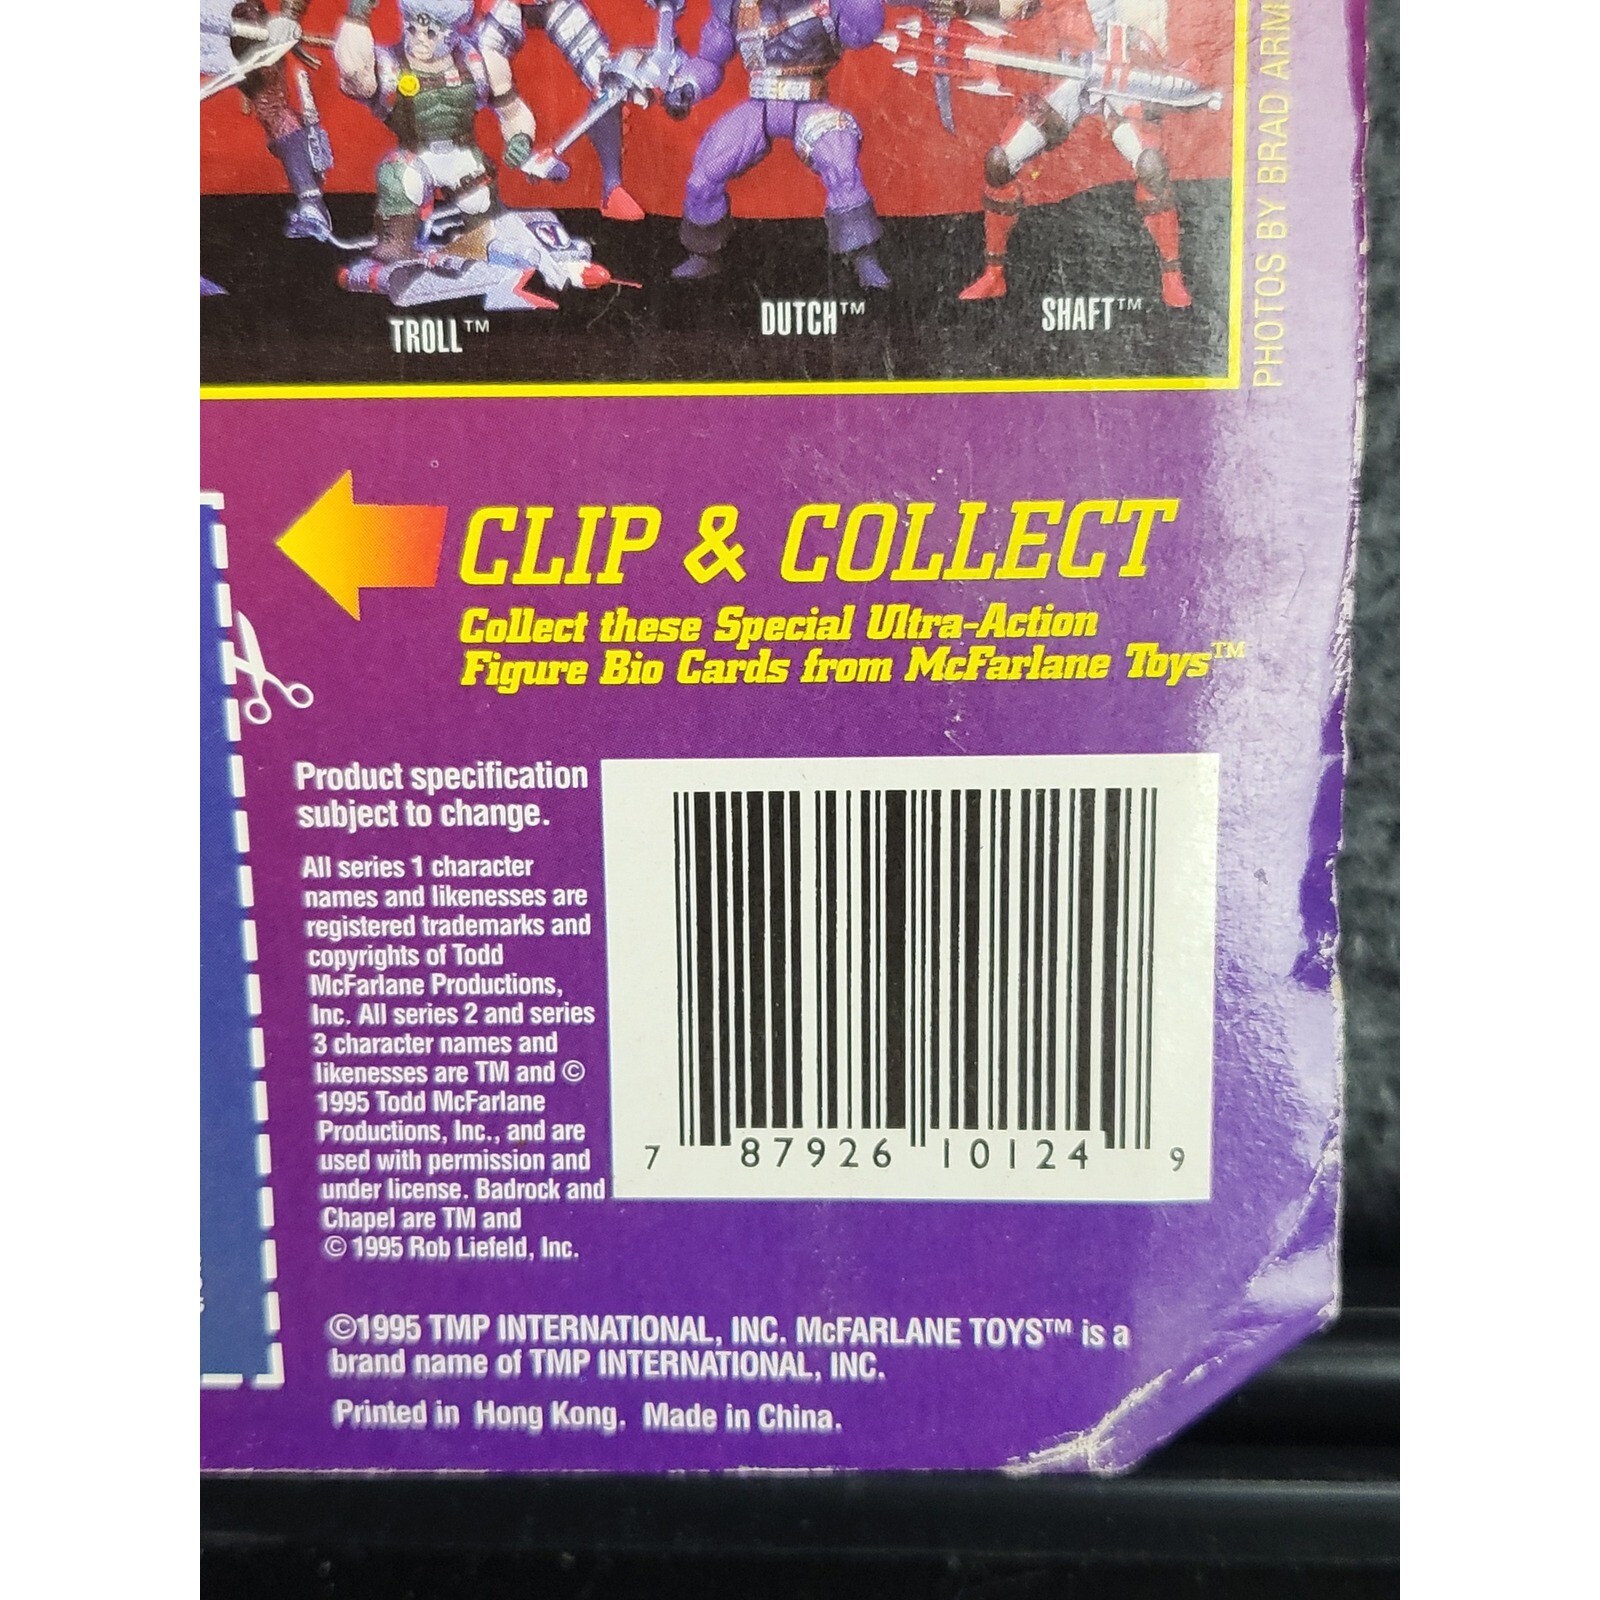 TROLL™
DUTCH™
SHAFT™
PHOTOS BY BRAD ARM
CLIP & COLLECT
Collect these Special Ultra-Action
Figure Bio Cards from McFarlane Toys™
Product specification
subject to change.
All series 1 character
names and likenesses are
registered trademarks and
copyrights of Todd
McFarlane Productions,
Inc. All series 2 and series
3 character names and
likenesses are TM and ©
1995 Todd McFarlane
Productions, Inc., and are
used with permission and
under license. Badrock and
Chapel are TM and
© 1995 Rob Liefeld, Inc.
7 87926 10124 9
©1995 TMP INTERNATIONAL, INC. McFARLANE TOYS™ is a
brand name of TMP INTERNATIONAL, INC.
Printed in Hong Kong. Made in China.